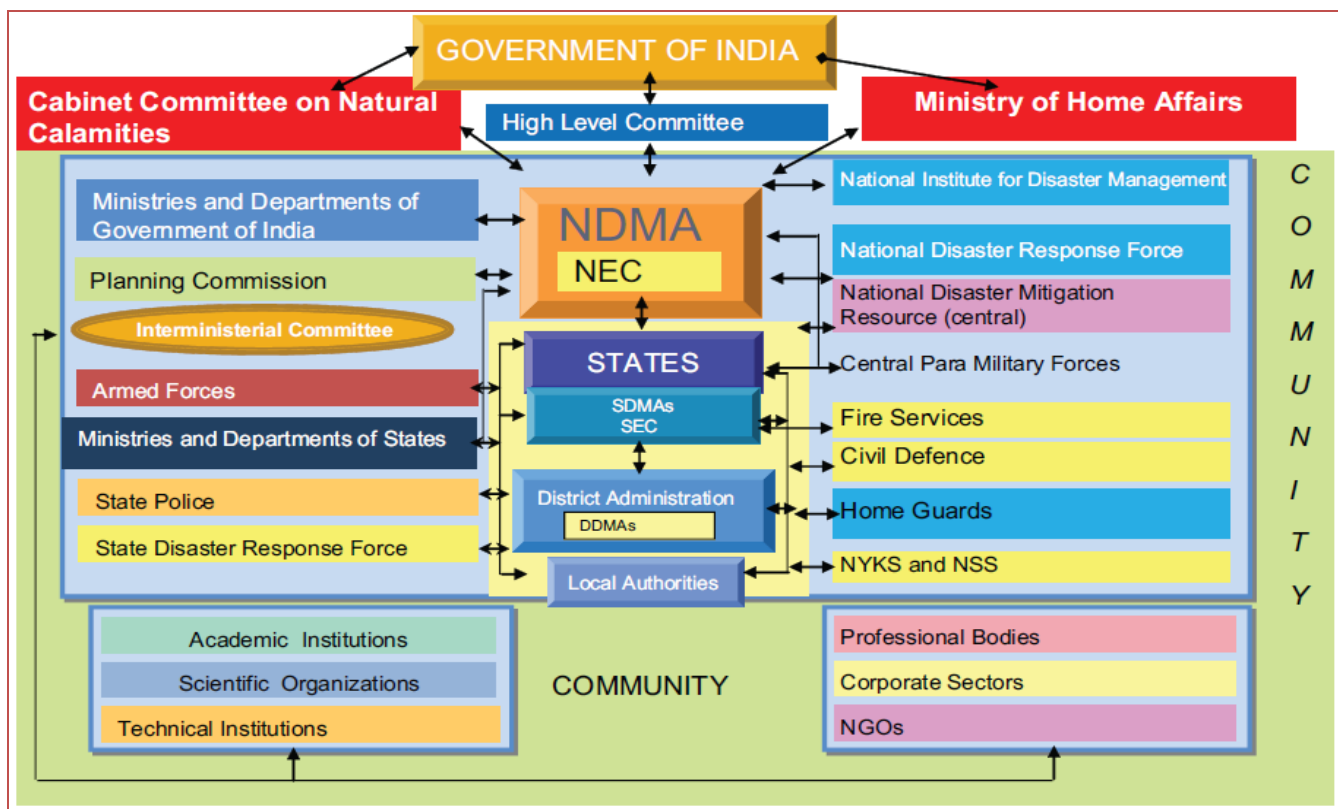 GOVERNMENT OF INDIA
Cabinet Committee on Natural
Calamities
High Level Committee
Ministry of Home Affairs
Ministries and Departments of
Government of India
Planning Commission
Interministerial Committee
Armed Forces
Ministries and Departments of States
State Police
State Disaster Response Force
NDMA
NEC
STATES
SDMAs
SEC
District Administration
DDMAs
Local Authorities
National Institute for Disaster Management
National Disaster Response Force
National Disaster Mitigation
Resource (central)
Central Para Military Forces
Fire Services
Civil Defence
Home Guards
NYKS and NSS
C
O
M
M
U
N
I
T
Y
Academic Institutions
Scientific Organizations
Technical Institutions
COMMUNITY
Professional Bodies
Corporate Sectors
NGOs